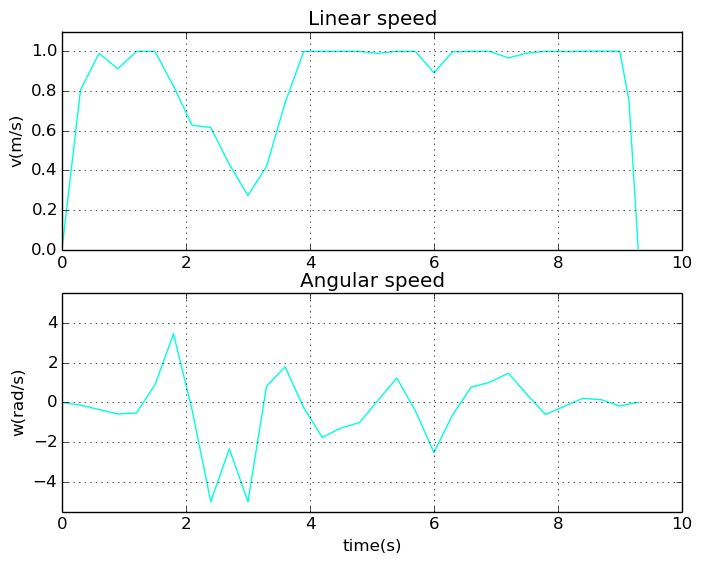 Linear speed
1.0
0.8
0.6
0.4
0.2
0.0
v(m/s)
0 2 4 6 8 10
Angular speed
4
2
0
−2
−4
w(rad/s)
0 2 4 6 8 10
time(s)